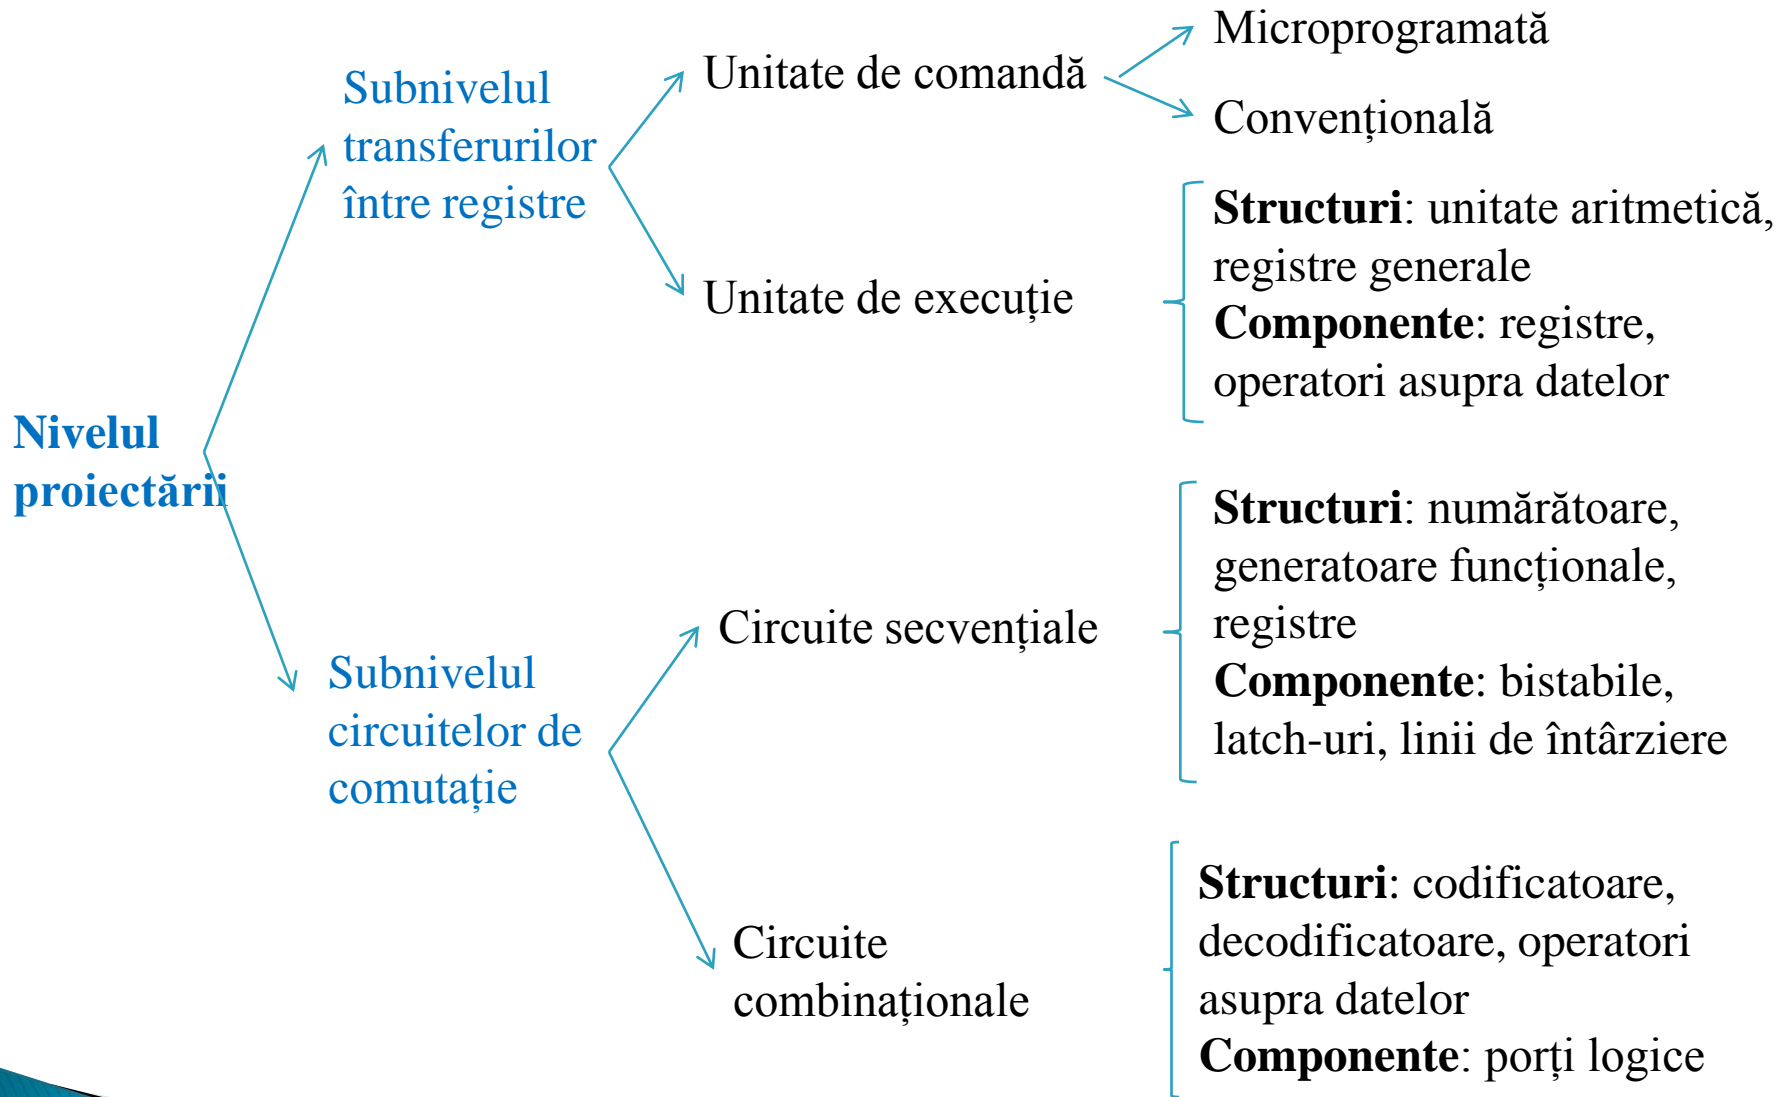 Nivelul
proiectării
Subnivelul
transferurilor
între registre
Unitate de comandă
Microprogramată
Convențională
Unitate de execuție
Structuri: unitate aritmetică,
registre generale
Componente: registre,
operatori asupra datelor
Subnivelul
circuitelor de
comutație
Circuite secvențiale
Structuri: numărătoare,
generatoare funcționale,
registre
Componente: bistabile,
latch-uri, linii de întârziere
Circuite
combinaționale
Structuri: codificatoare,
decodificatoare, operatori
asupra datelor
Componente: porți logice